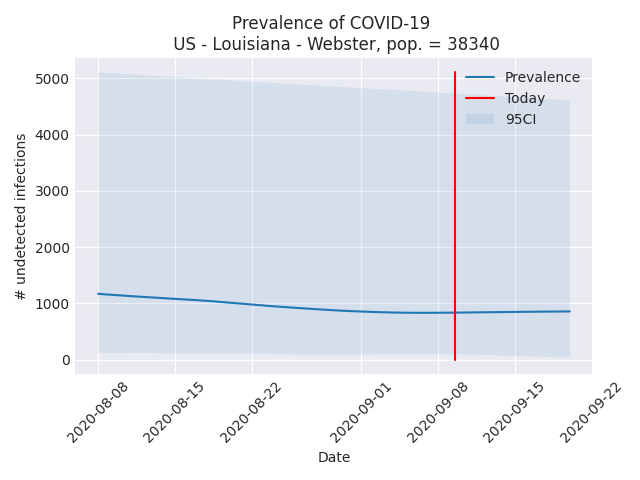 Prevalence of COVID-19
US - Louisiana - Webster, pop. = 38340
Prevalence
Today
95CI
5000
4000
3000
2000
1000
0
# undetected infections
2020-08-08
2020-08-15
2020-08-22
2020-09-01
2020-09-08
2020-09-15
2020-09-22
Date